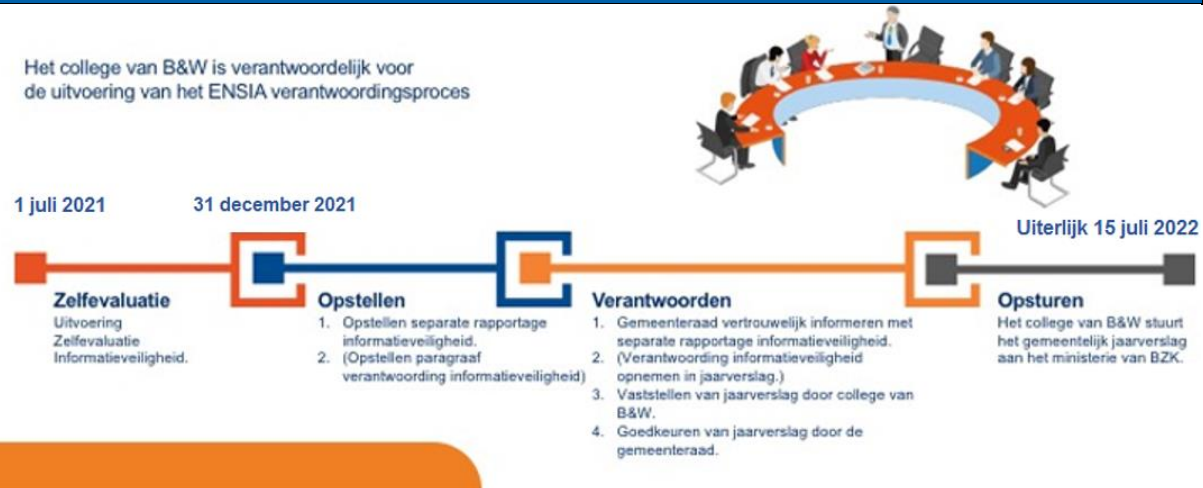 Het college van B&W is verantwoordelijk voor
de uitvoering van het ENSIA verantwoordingsproces
1 juli 2021
31 december 2021
Uiterlijk 15 juli 2022
Zelfevaluatie
Uitvoering
Zelfevaluatie
Informatieveiligheid.
Opstellen
1. Opstellen separate rapportage
informatieveiligheid.
2. (Opstellen paragraaf
verantwoording informatieveiligheid)
Verantwoorden
1. Gemeenteraad vertrouwelijk informeren met
separate rapportage informatieveiligheid.
2. (Verantwoording informatieveiligheid
opnemen in jaarverslag.)
3. Vaststellen van jaarverslag door college van
B&W.
4. Goedkeuren van jaarverslag door de
gemeenteraad.
Opsturen
Het college van B&W stuurt
het gemeentelijk jaarverslag
aan het ministerie van BZK.